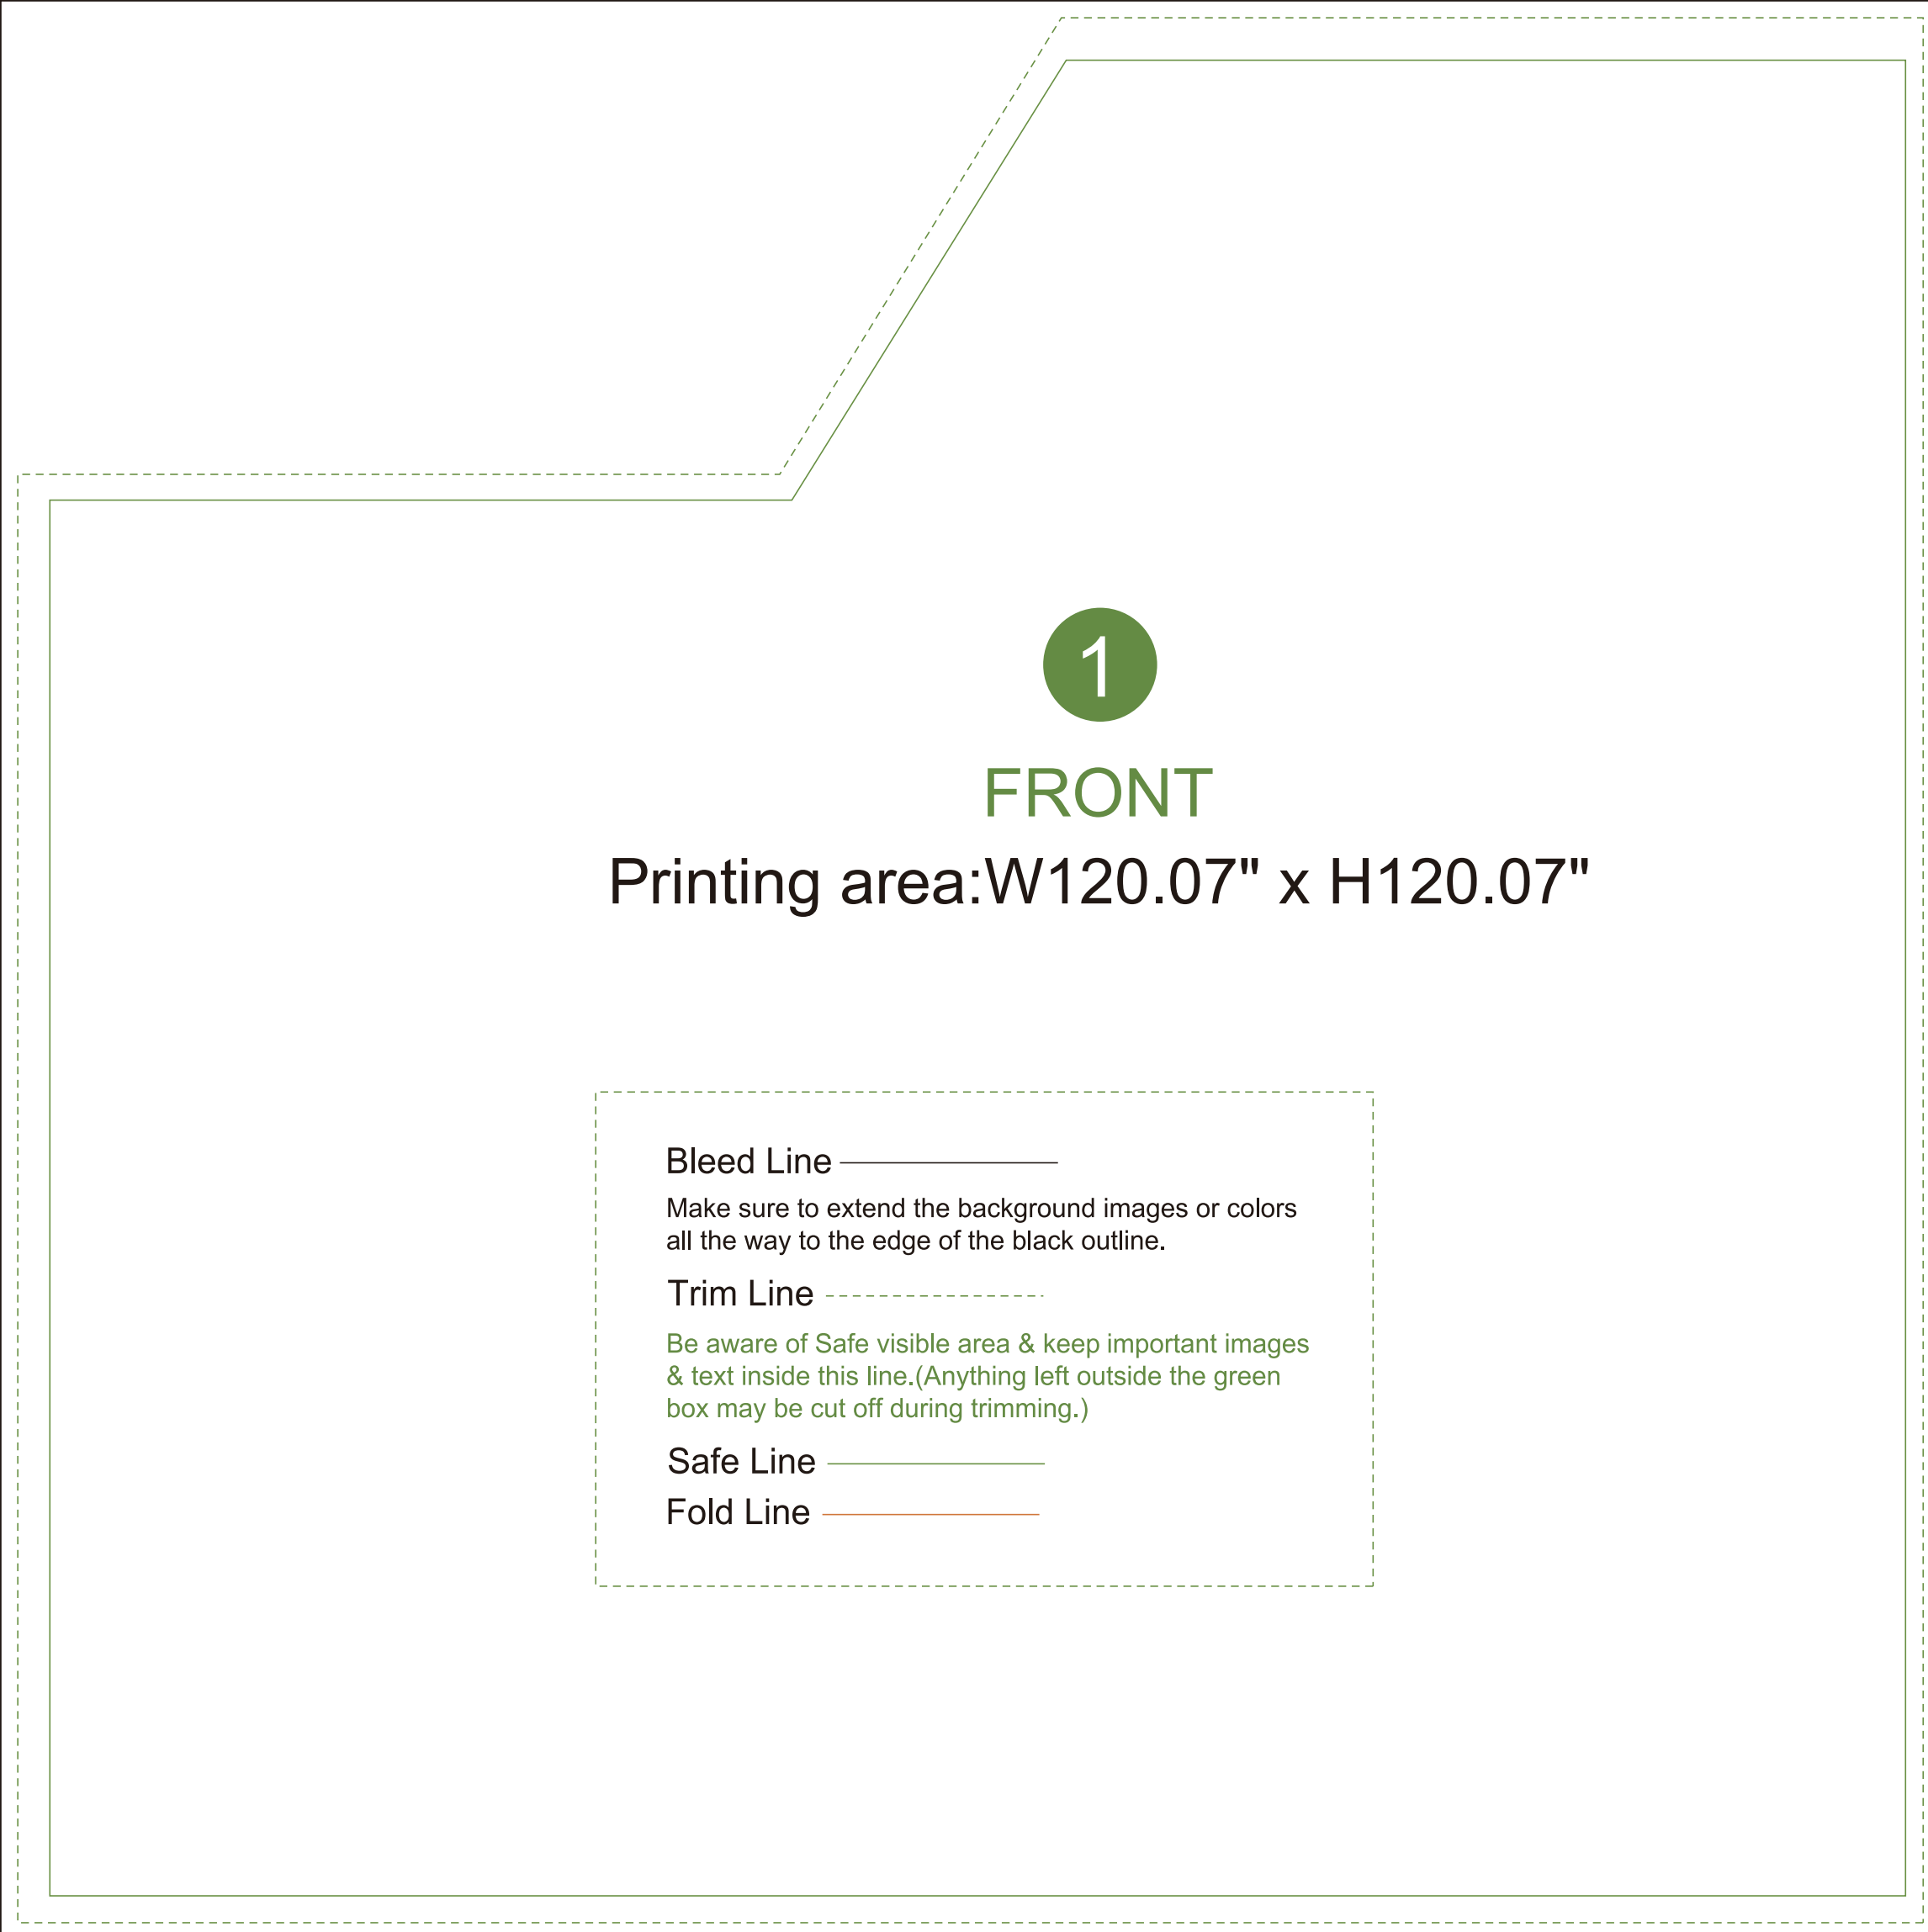 1
FRONT
Printing area:W120.07" x H120.07"
Bleed Line
Make sure to extend the background images or colors
all the way to the edge of the black outline.
Trim Line
Be aware of Safe visible area & keep important images
& text inside this line.(Anything left outside the green
box may be cut off during trimming.)
Safe Line
Fold Line